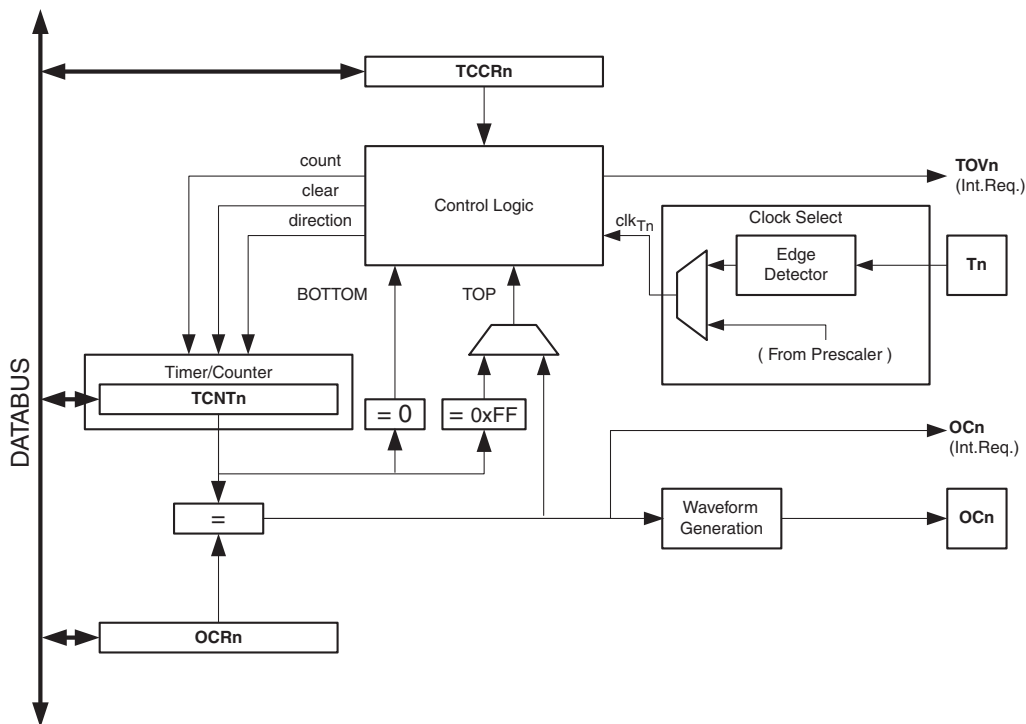 TCCRn
count
clear
direction
Control Logic
TOVn
(Int.Req.)
clkTn
Clock Select
Edge
Detector
Tn
( From Prescaler )
BOTTOM
TOP
DATABUS
Timer/Counter
TCNTn
= 0
= 0xFF
OCn
(Int.Req.)
=
Waveform
Generation
OCn
OCRn